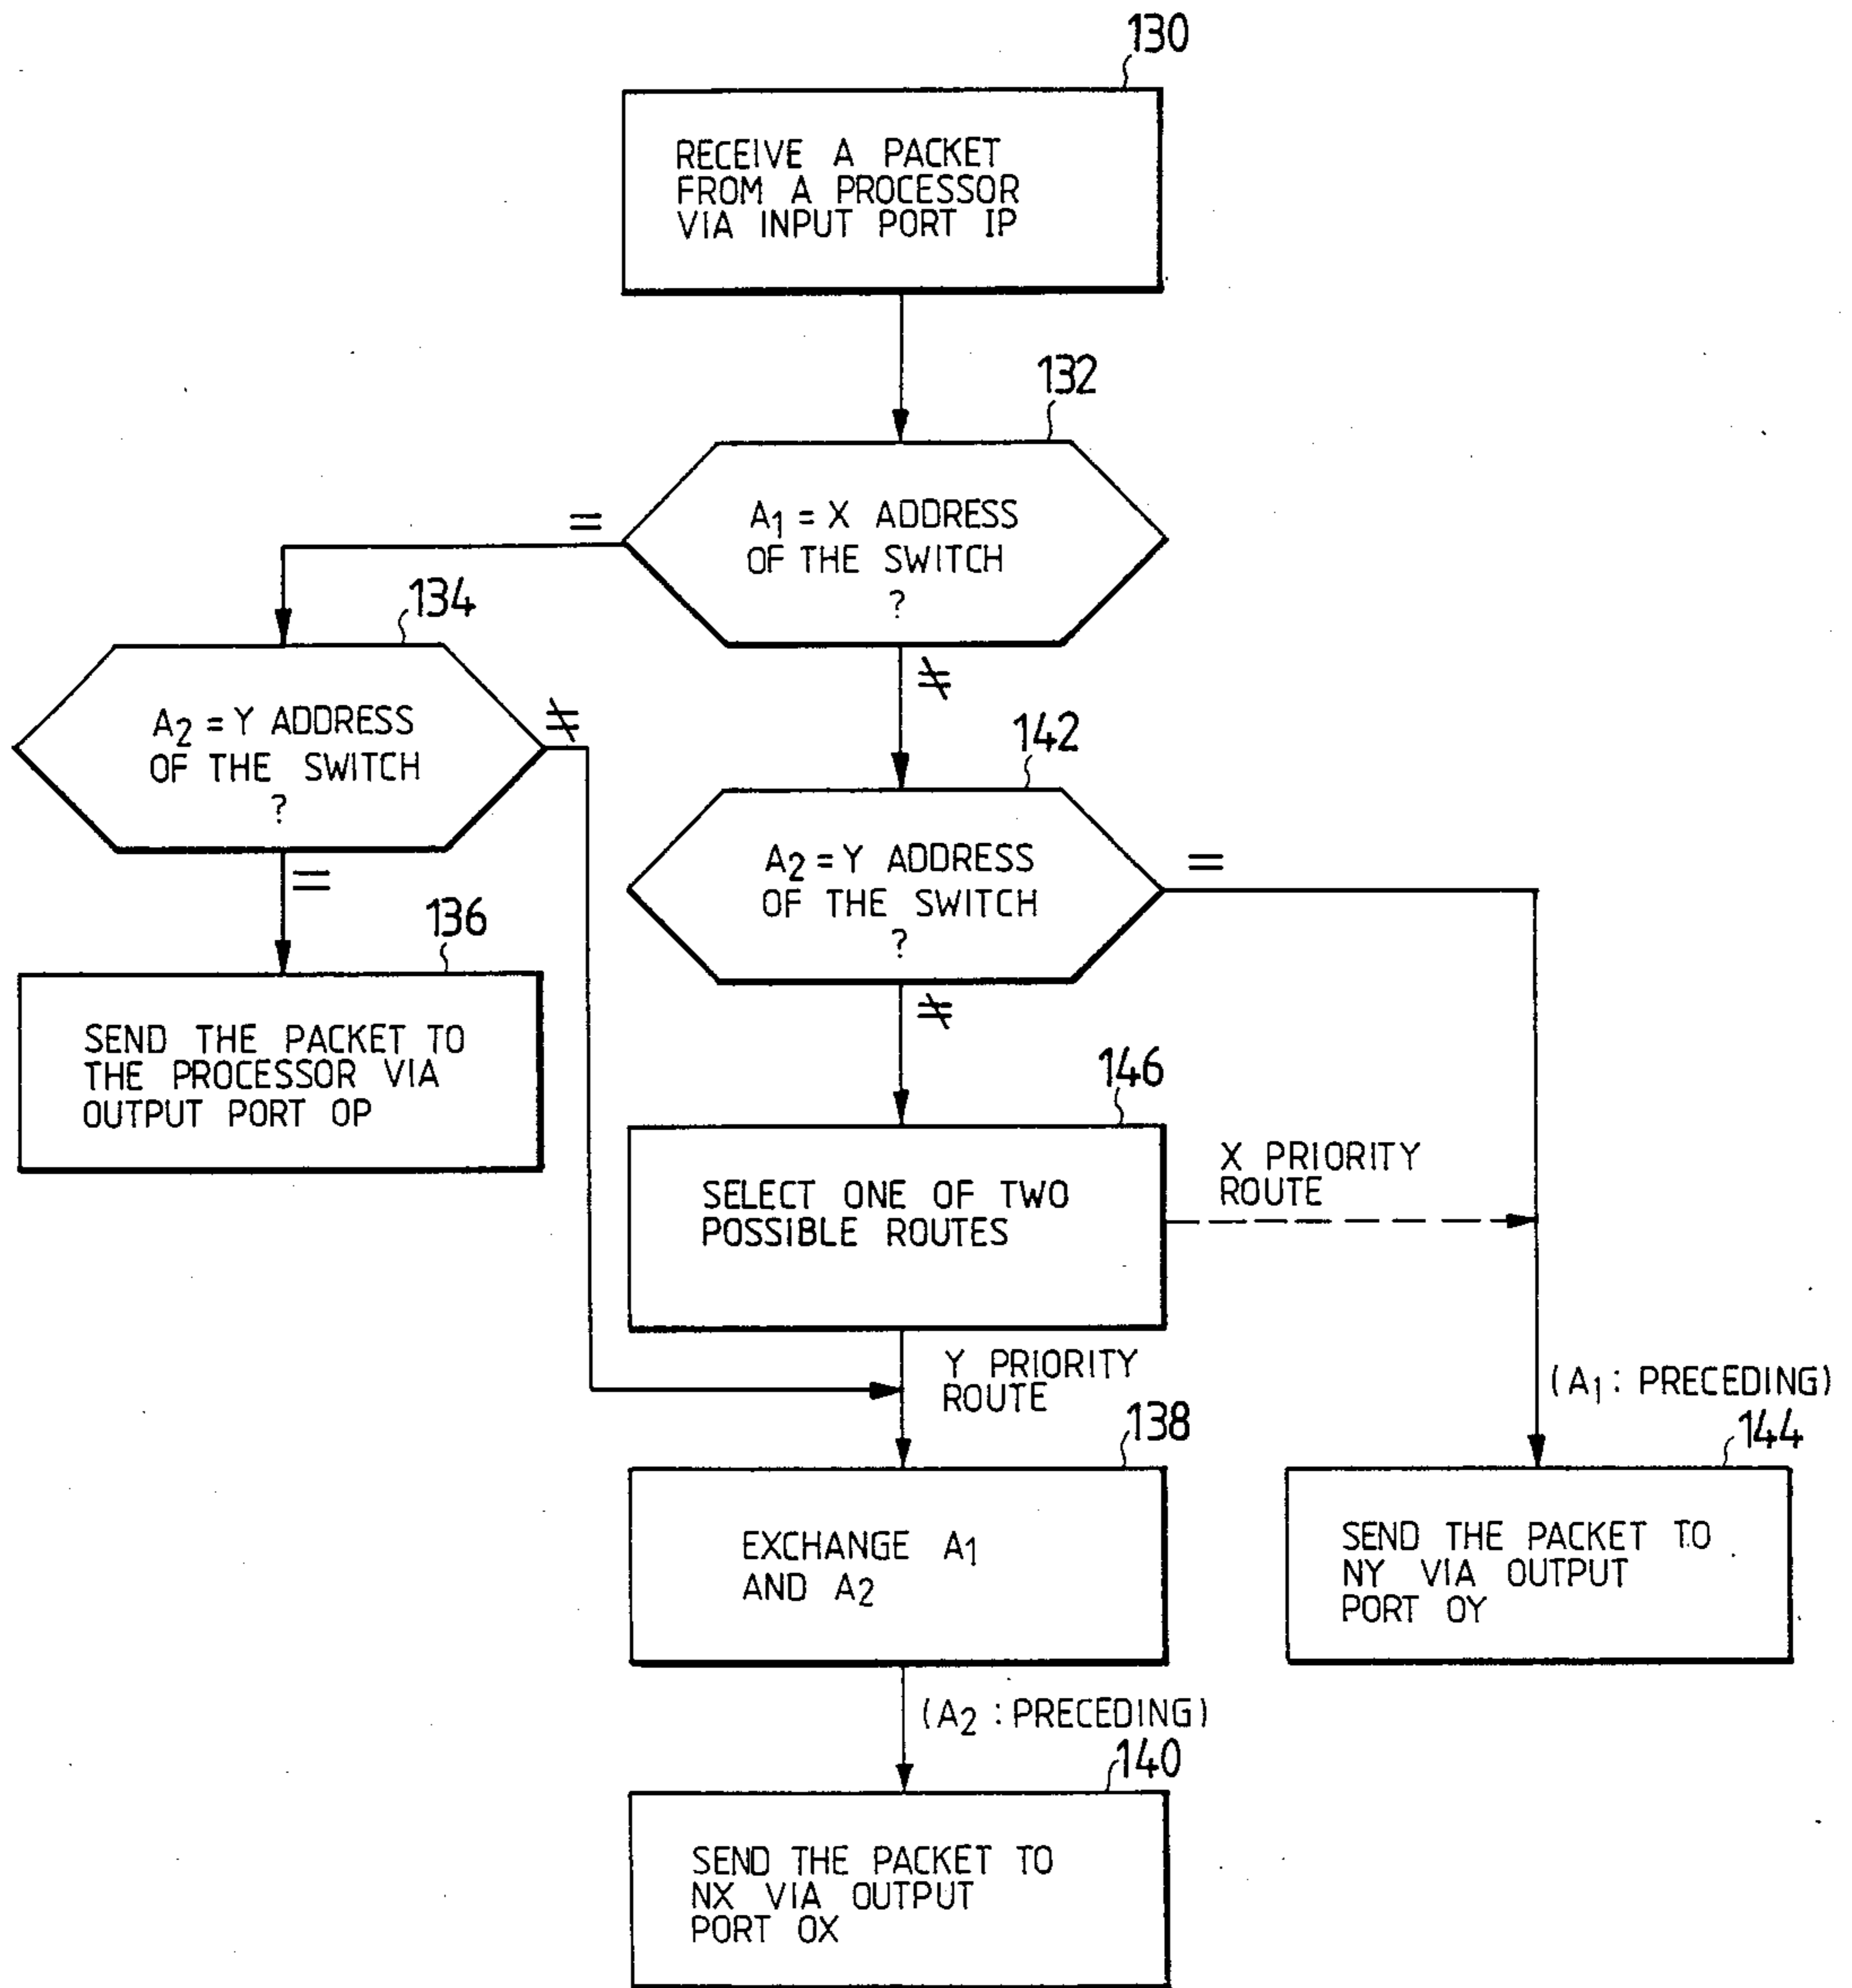 130
RECEIVE A PACKET
FROM A PROCESSOR
VIA INPUT PORT IP
132
A1 = X ADDRESS
OF THE SWITCH
?
=
≠
134
A2 = Y ADDRESS
OF THE SWITCH
?
≠
=
142
A2 = Y ADDRESS
OF THE SWITCH
?
=
≠
136
SEND THE PACKET TO
THE PROCESSOR VIA
OUTPUT PORT OP
146
SELECT ONE OF TWO
POSSIBLE ROUTES
X PRIORITY
ROUTE
Y PRIORITY
ROUTE
(A1 : PRECEDING)
138
EXCHANGE A1
AND A2
144
SEND THE PACKET TO
NY VIA OUTPUT
PORT OY
(A2 : PRECEDING)
140
SEND THE PACKET TO
NX VIA OUTPUT
PORT OX